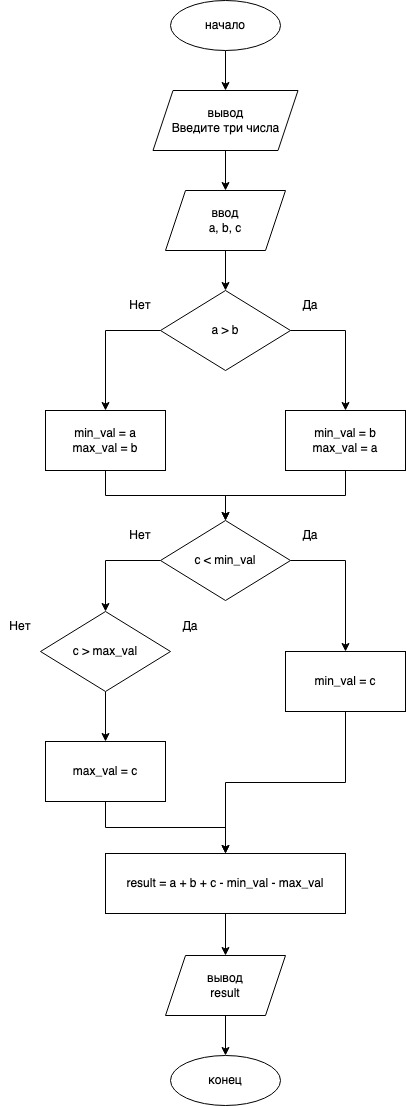 начало
вывод
Введите три числа
ввод
a, b, c
Нет
Да
a > b
min_val = a
max_val = b
min_val = b
max_val = a
Нет
Да
c < min_val
Нет
Да
c > max_val
min_val = c
max_val = c
result = a + b + c - min_val - max_val
вывод
result
конец